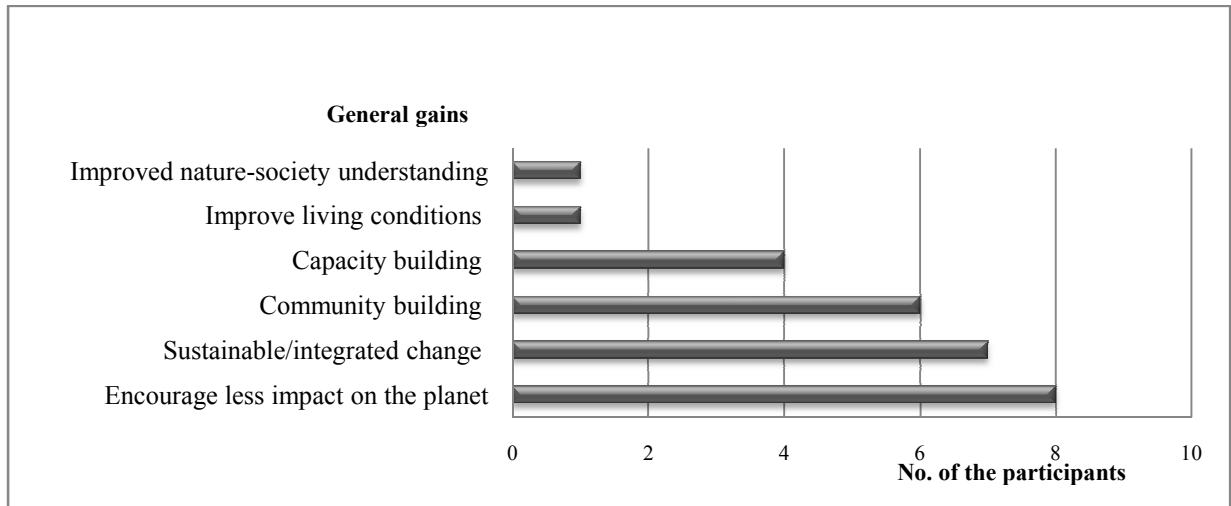 General gains
Improved nature-society understanding
Improve living conditions
Capacity building
Community building
Sustainable/integrated change
Encourage less impact on the planet
0 2 4 6 8 10
No. of the participants